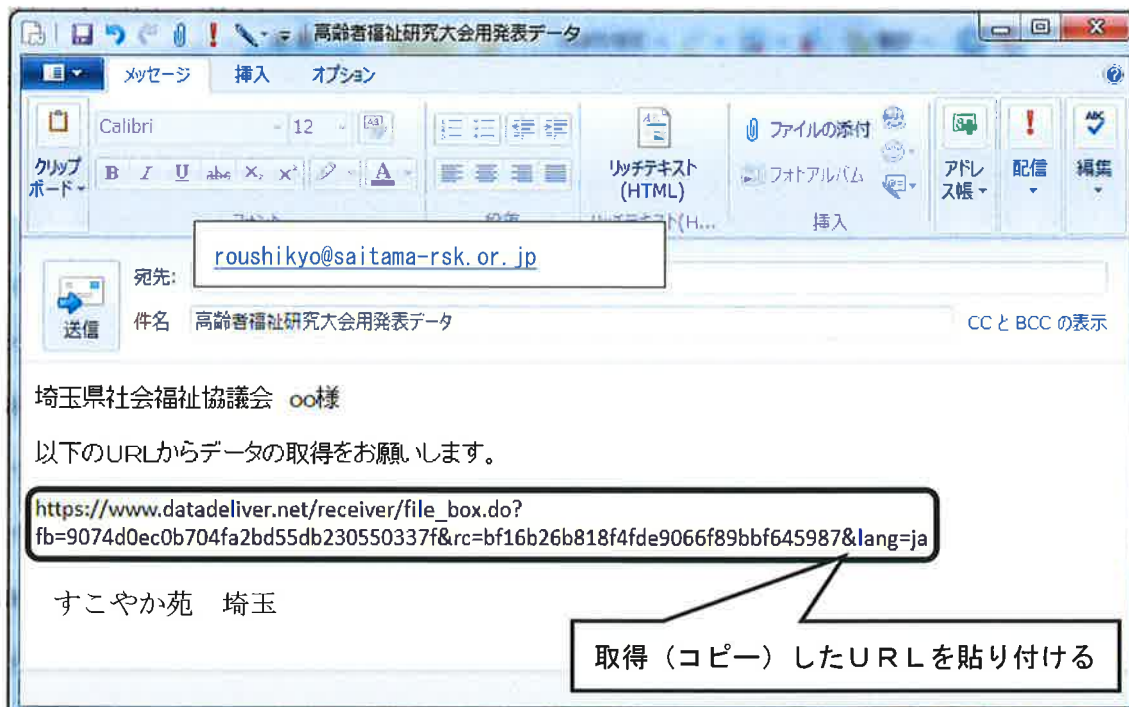 高齢者福祉研究大会用発表データ
メッセージ 挿入 オプション
クリップボード
Calibri 12
B I U abc X₂ X² A
リッチテキスト
(HTML)
ファイルの添付
フォトアルバム
挿入
アドレス帳
配信
編集
roushikyo@saitama-rsk.or.jp
宛先:
送信
件名 高齢者福祉研究大会用発表データ
CC と BCC の表示
埼玉県社会福祉協議会 oo様
以下のURLからデータの取得をお願いします。
https://www.datadeliver.net/receiver/file_box.do?
fb=9074d0ec0b704fa2bd55db230550337f&rc=bf16b26b818f4fde9066f89bbf645987&lang=ja
すこやか苑 埼玉
取得（コピー）したＵＲＬを貼り付ける